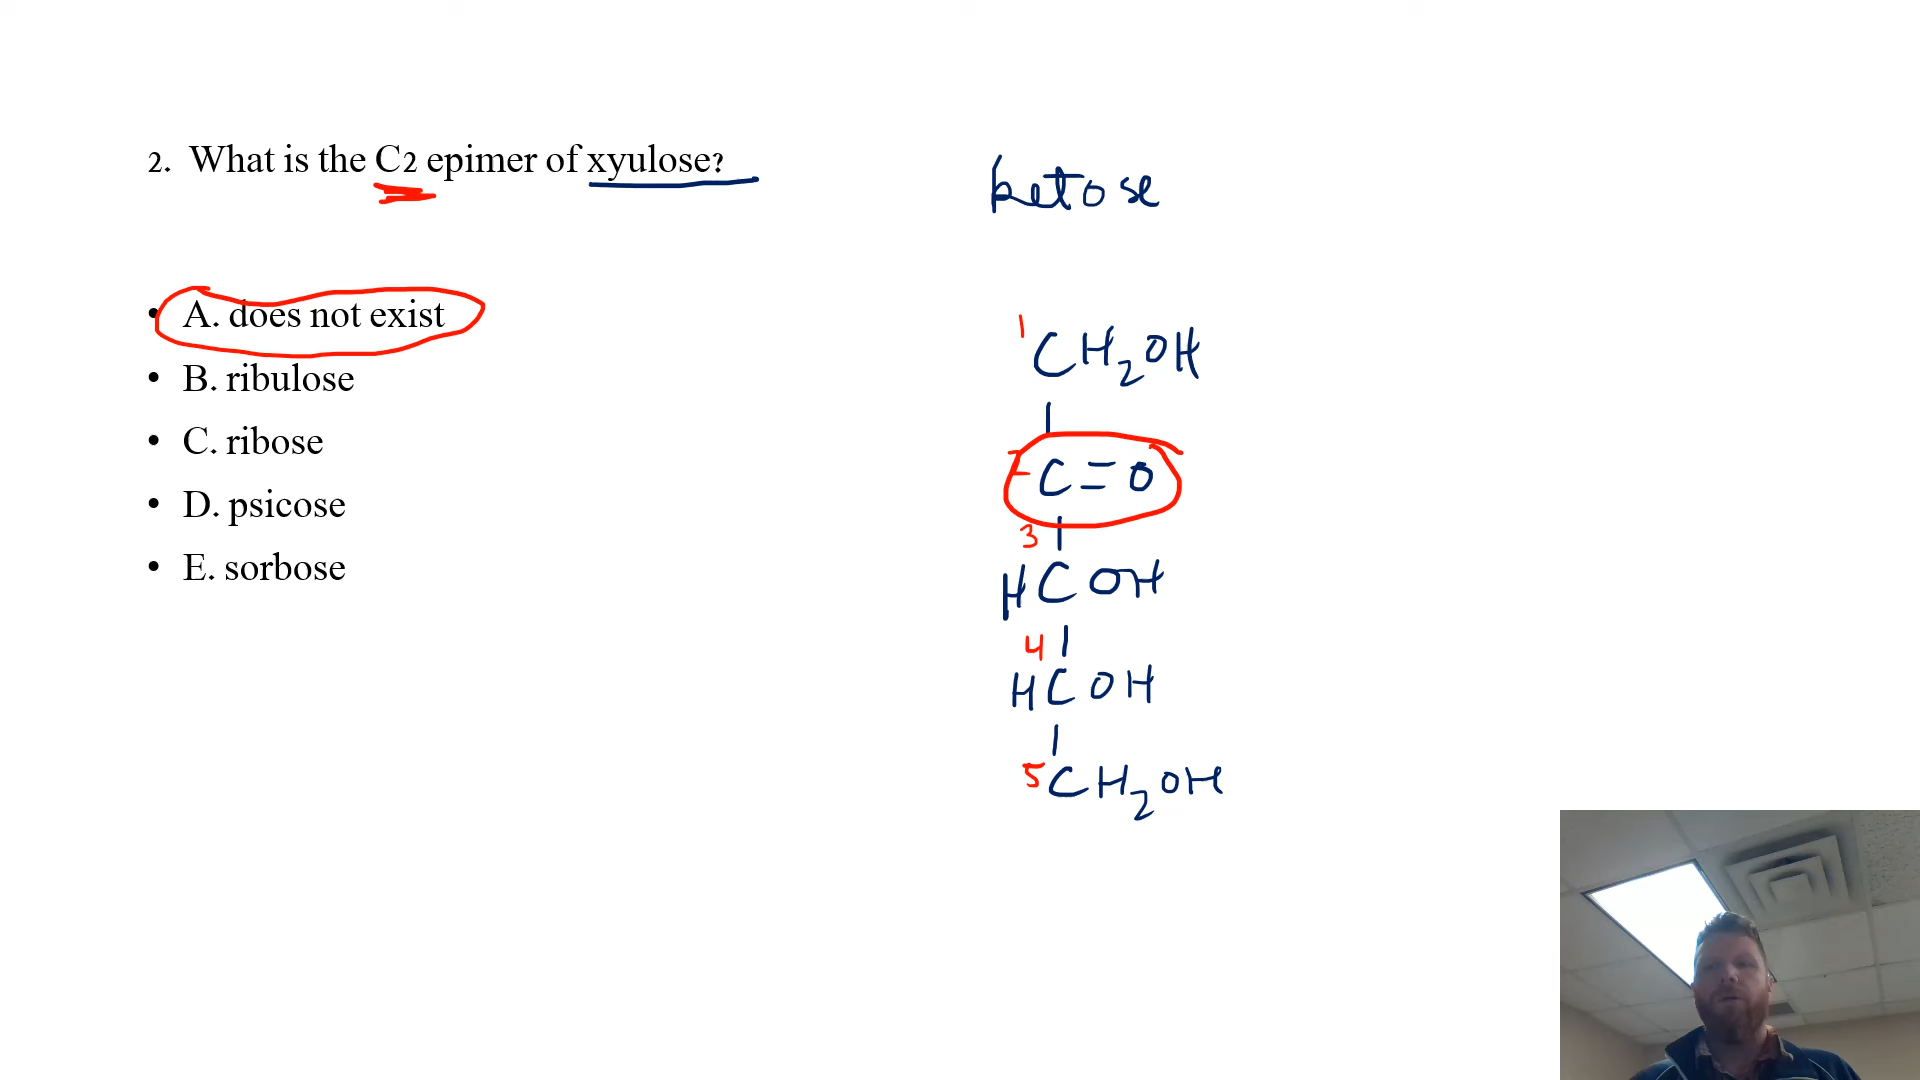 2. What is the C2 epimer of xyulose?
• A. does not exist
• B. ribulose
• C. ribose
• D. psicose
• E. sorbose
ketose
1
CH2OH
2 C=O
3
HCOH
4
HCOH
5 CH2OH